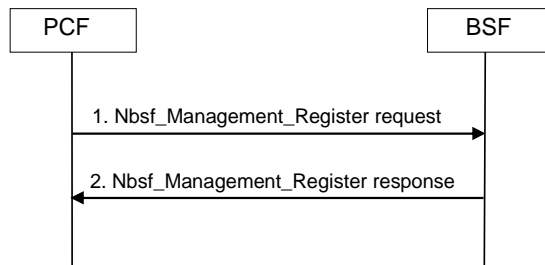 PCF
BSF
1. Nbsf_Management_Register request
2. Nbsf_Management_Register response